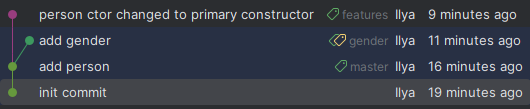 person ctor changed to primary constructor features Ilya 9 minutes ago
add gender gender Ilya 11 minutes ago
add person master Ilya 16 minutes ago
init commit Ilya 19 minutes ago